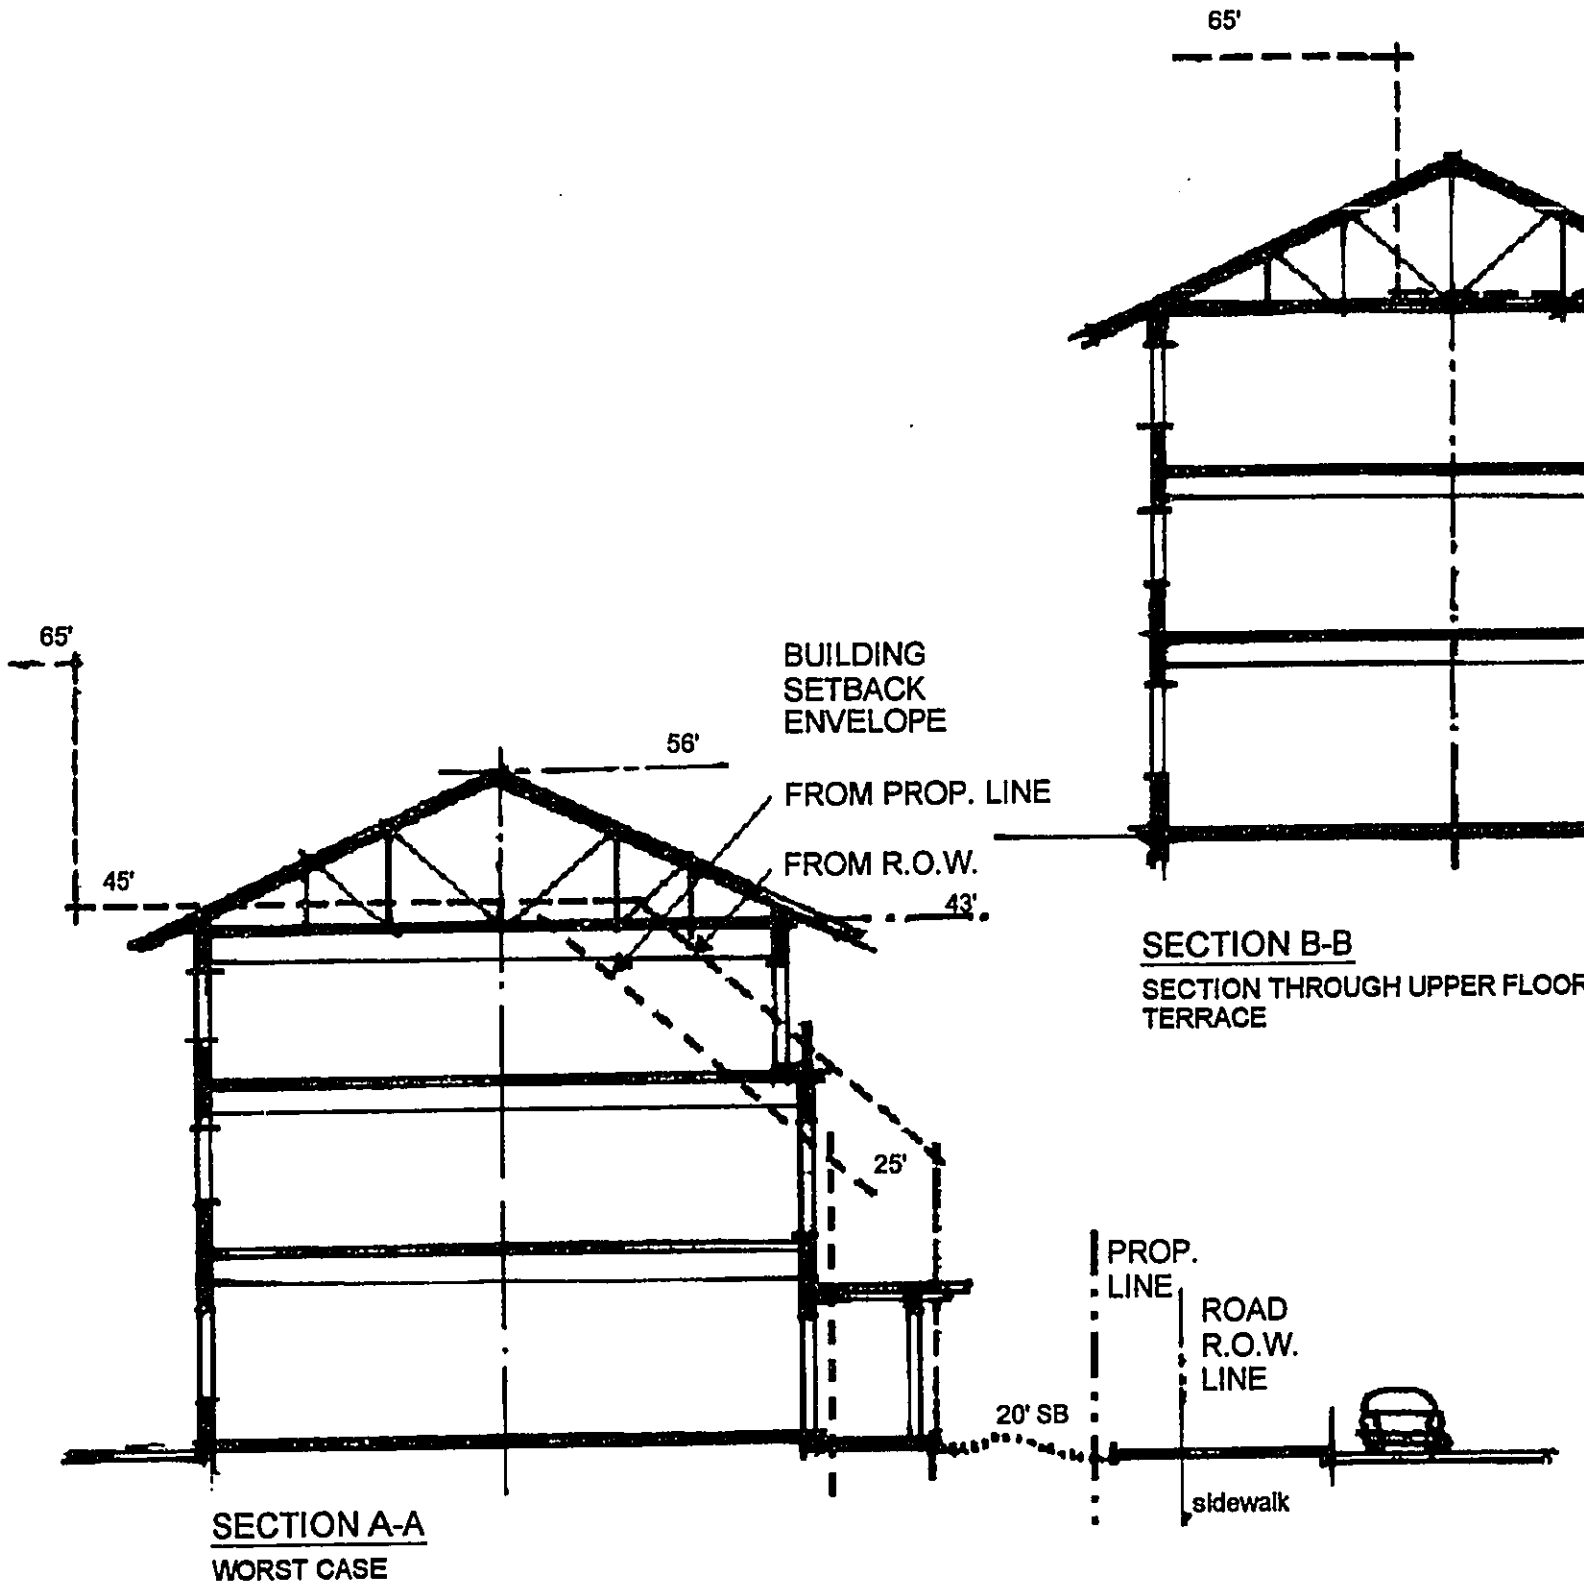 65'
65'
BUILDING
SETBACK
ENVELOPE
56'
FROM PROP. LINE
FROM R.O.W.
45'
43'
SECTION B-B
SECTION THROUGH UPPER FLOOR
TERRACE
25'
PROP.
LINE
ROAD
R.O.W.
LINE
20' SB
sidewalk
SECTION A-A
WORST CASE